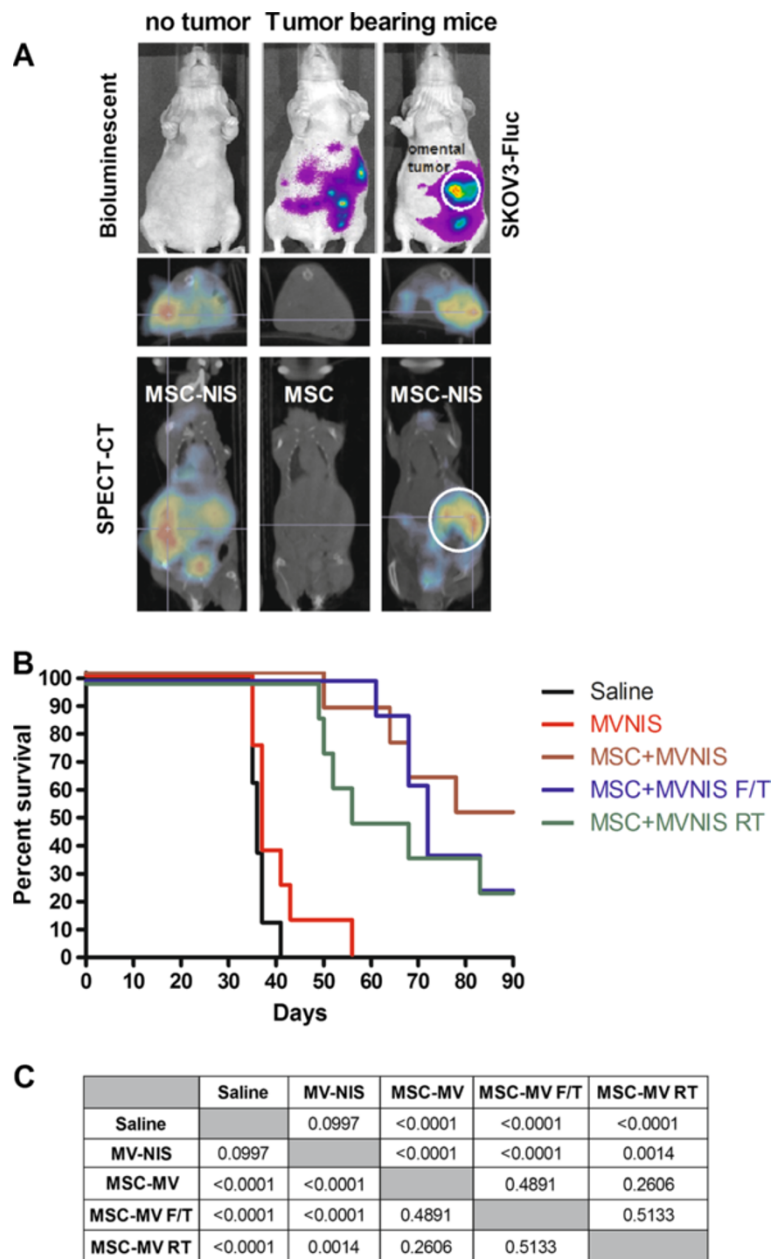 no tumor Tumor bearing mice
A
Bioluminescent
omental
tumor
SKOV3-Fluc
SPECT-CT
MSC-NIS MSC MSC-NIS
B
Percent survival
100
90
80
70
60
50
40
30
20
10
0
0 10 20 30 40 50 60 70 80 90
Days
Saline
MVNIS
MSC+MVNIS
MSC+MVNIS F/T
MSC+MVNIS RT
C
Saline MV-NIS MSC-MV MSC-MV F/T MSC-MV RT
Saline 0.0997 <0.0001 <0.0001 <0.0001
MV-NIS 0.0997 <0.0001 <0.0001 0.0014
MSC-MV <0.0001 <0.0001 0.4891 0.2606
MSC-MV F/T <0.0001 <0.0001 0.4891 0.5133
MSC-MV RT <0.0001 0.0014 0.2606 0.5133